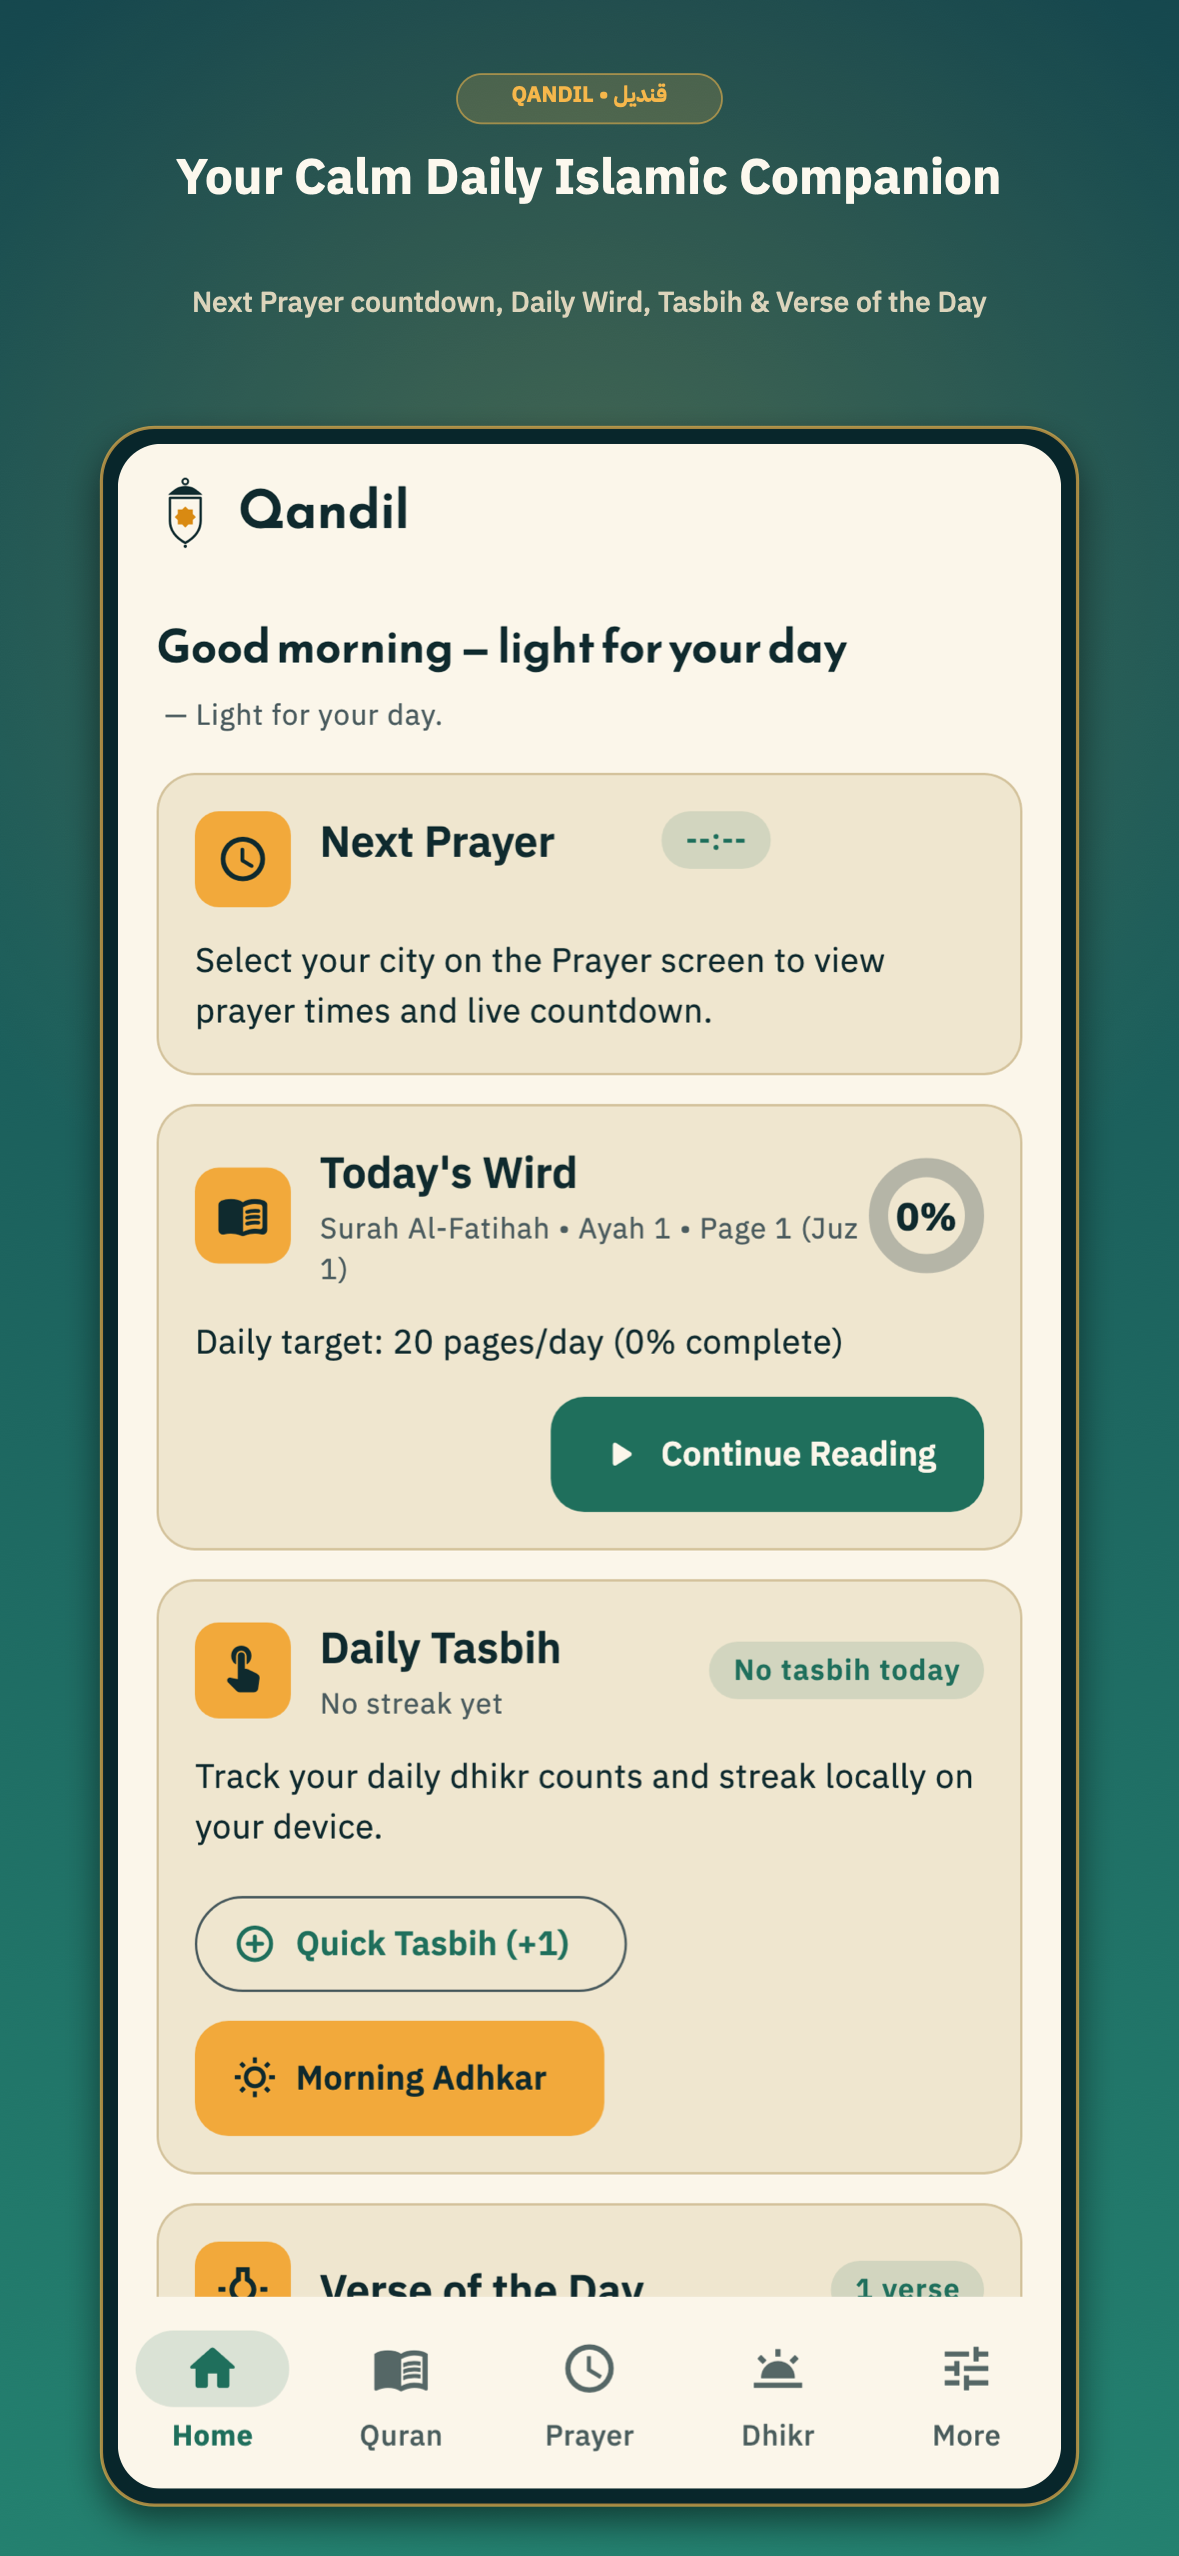 QANDIL • قنديل
Your Calm Daily Islamic Companion
Next Prayer countdown, Daily Wird, Tasbih & Verse of the Day
Qandil
Good morning – light for your day
— Light for your day.
Next Prayer
--:--
Select your city on the Prayer screen to view
prayer times and live countdown.
Today's Wird
Surah Al-Fatihah • Ayah 1 • Page 1 (Juz
1)
0%
Daily target: 20 pages/day (0% complete)
Continue Reading
Daily Tasbih
No streak yet
No tasbih today
Track your daily dhikr counts and streak locally on
your device.
Quick Tasbih (+1)
Morning Adhkar
Verse of the Day
1 verse
Home
Quran
Prayer
Dhikr
More